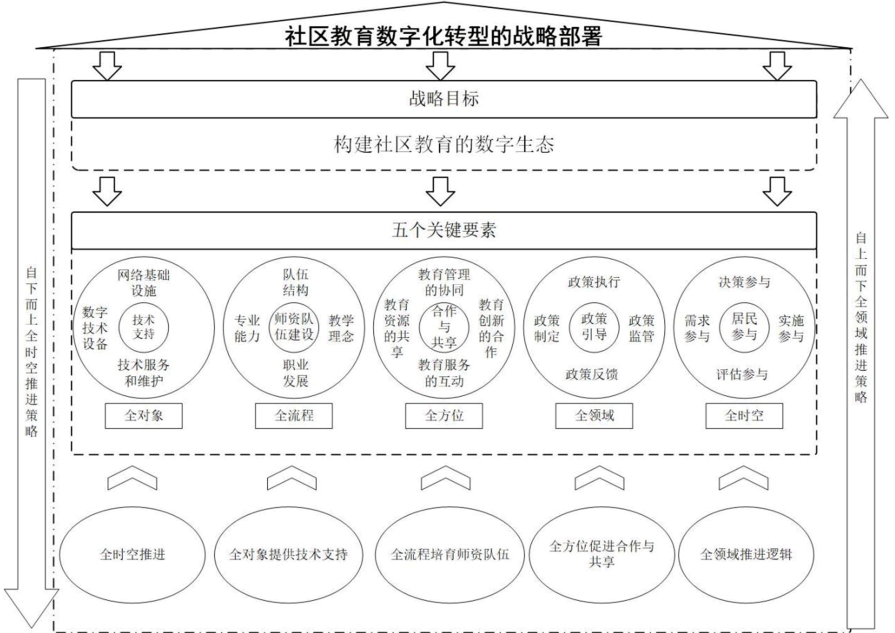 社区教育数字化转型的战略部署
战略目标
构建社区教育的数字生态
五个关键要素
自下而上全时空推进策略
网络基础
设施
数字
技术
设备
技术
支持
技术服务
和维护
全对象
队伍
结构
专业
能力
师资队
伍建设
教学
理念
职业
发展
全流程
教育管理
的协同
教育资源的共享
合作
与
共享
教育创新的合作
教育服务
的互动
全方位
政策执行
政策
制定
政策
引导
政策
监管
政策反馈
全领域
决策参与
需求
参与
居民
参与
实施
参与
评估参与
全时空
自上而下全领域推进策略
全时空推进
全对象提供技术支持
全流程培育师资队伍
全方位促进合作与
共享
全领域推进逻辑